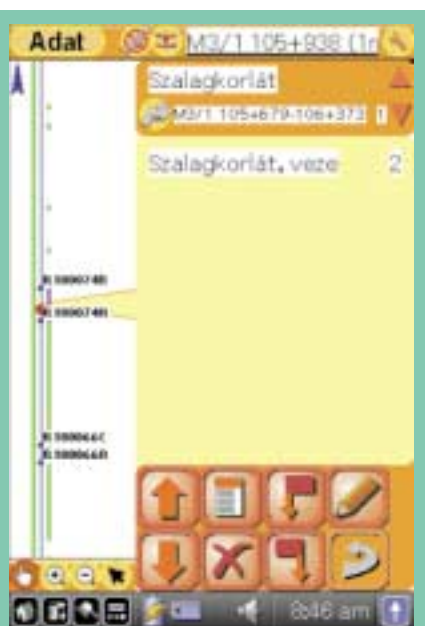 Adat M3/1 105+938 (1r
Szalagkorlát
M3/1 105+679-106+373 1
Szalagkorlát, veze 2
8:46 am